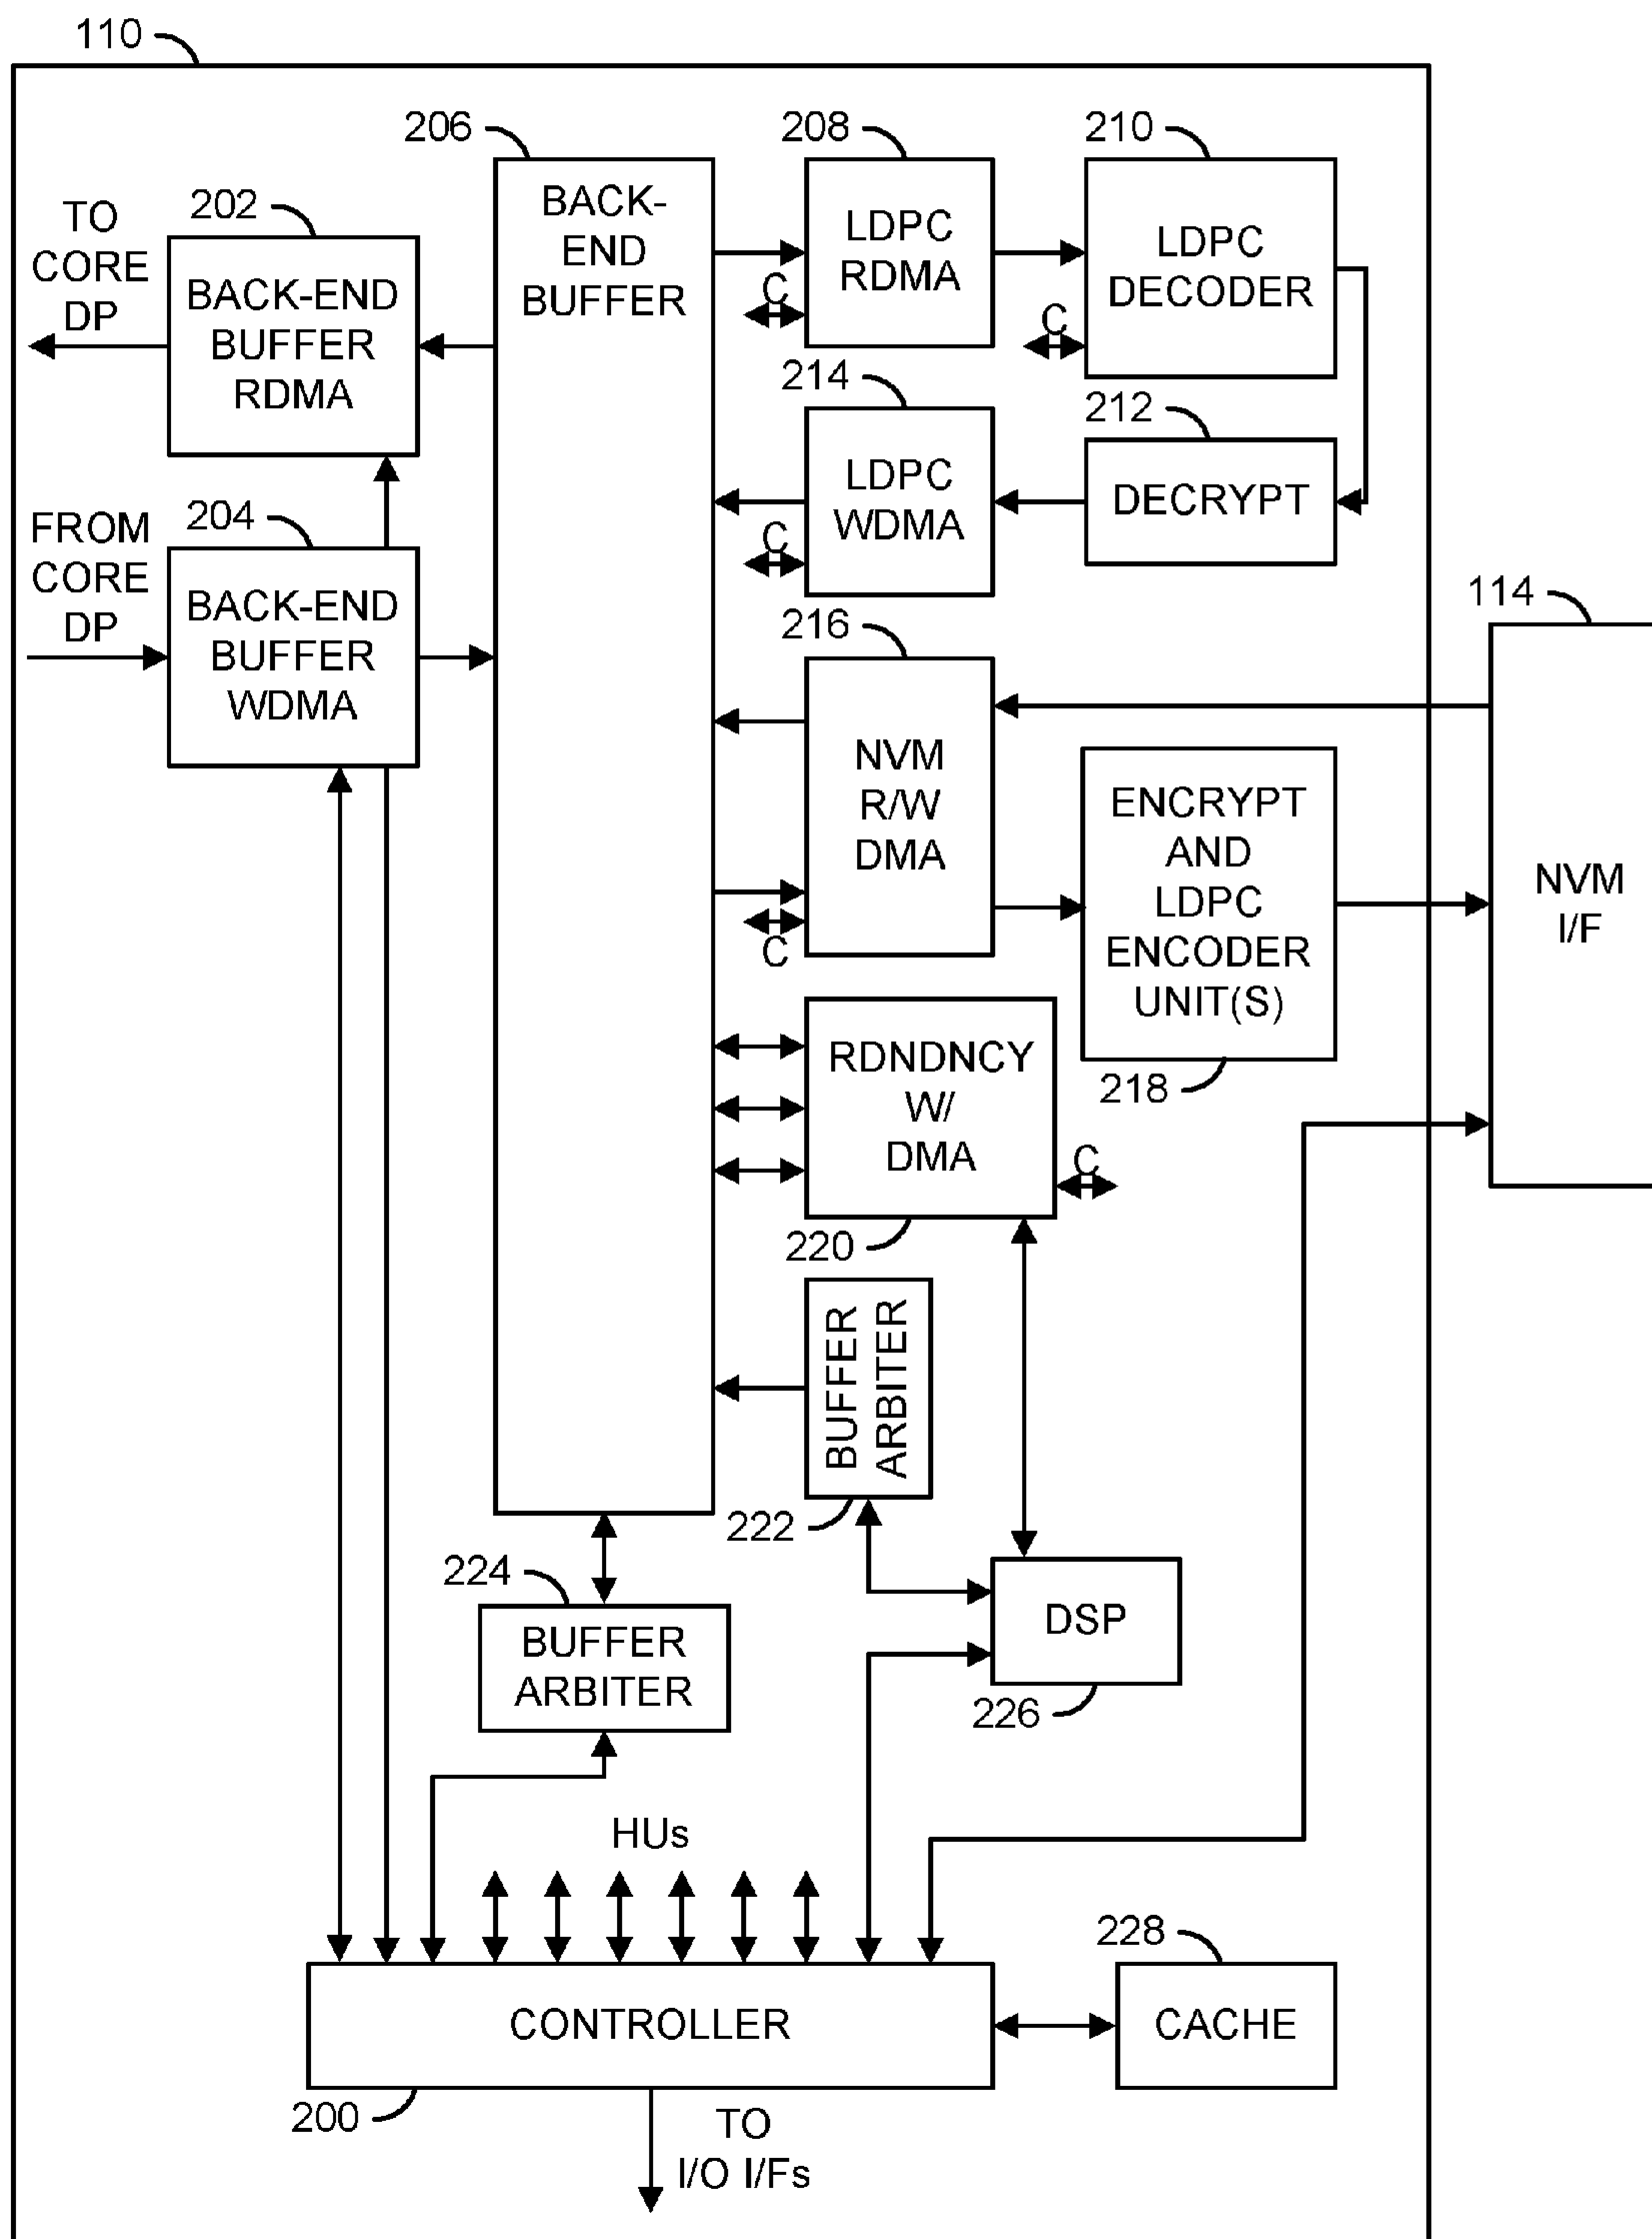 110
206
208
210
202
TO
CORE
DP
BACK-END
BUFFER
RDMA
BACK-
END
BUFFER
LDPC
RDMA
C
LDPC
DECODER
C
214
212
LDPC
WDMA
C
DECRYPT
FROM
CORE
DP
204
BACK-END
BUFFER
WDMA
216
114
NVM
R/W
DMA
C
ENCRYPT
AND
LDPC
ENCODER
UNIT(S)
218
NVM
I/F
RDNDNCY
W/
DMA
C
220
BUFFER
ARBITER
222
224
BUFFER
ARBITER
DSP
226
HUs
228
CONTROLLER
CACHE
200
TO
I/O I/Fs